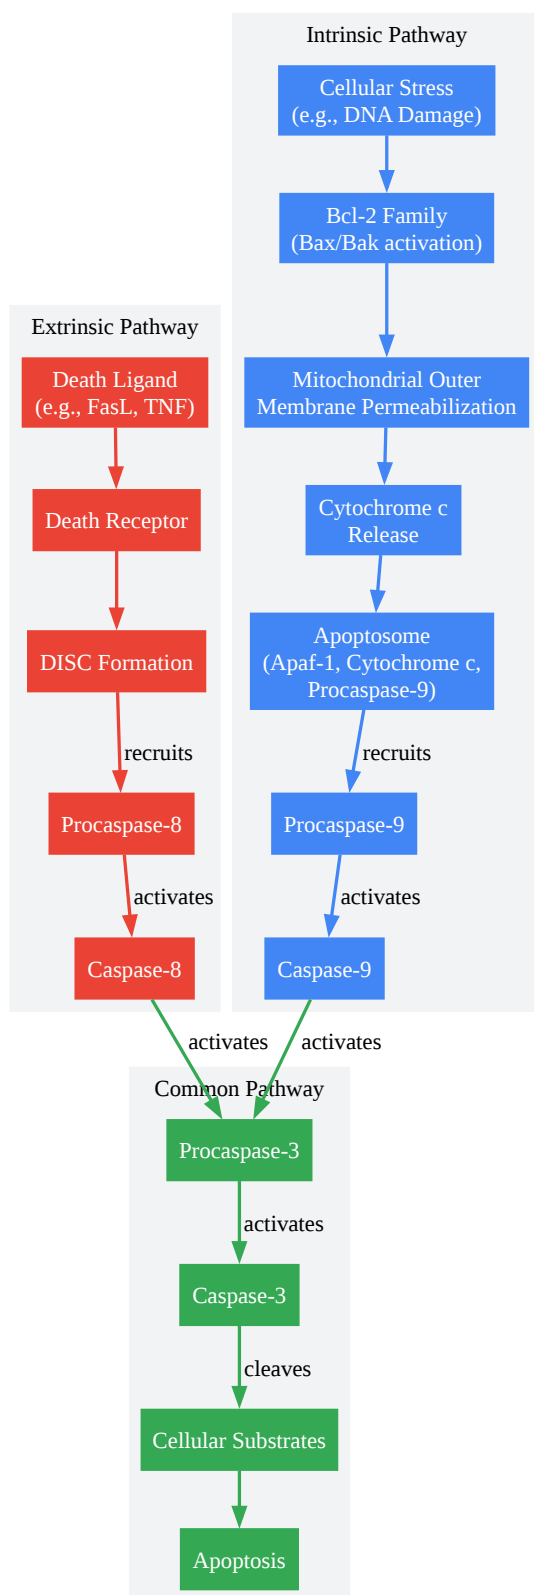 Intrinsic Pathway
Cellular Stress
(e.g., DNA Damage)
Bcl-2 Family
(Bax/Bak activation)
Mitochondrial Outer
Membrane Permeabilization
Cytochrome c
Release
Apoptosome
(Apaf-1, Cytochrome c,
Procaspase-9)
recruits
Procaspase-9
activates
Caspase-9
activates
Extrinsic Pathway
Death Ligand
(e.g., FasL, TNF)
Death Receptor
DISC Formation
recruits
Procaspase-8
activates
Caspase-8
activates
Common Pathway
Procaspase-3
activates
Caspase-3
cleaves
Cellular Substrates
Apoptosis